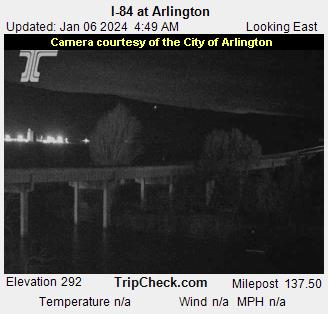 I-84 at Arlington
Updated: Jan 06 2024 4:49 AM Looking East
Camera courtesy of the City of Arlington
Elevation 292 TripCheck.com Milepost 137.50
Temperature n/a Wind n/a MPH n/a